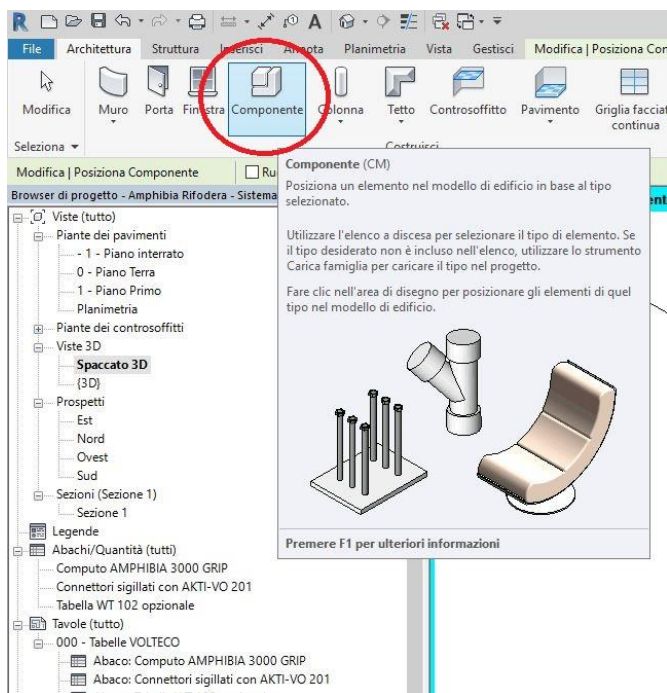 File Architettura Struttura Inserisci Annota Planimetria Vista Gestisci Modifica | Posiziona Con
Modifica Muro Porta Finestra Componente Colonna Tetto Controsoffitto Pavimento Griglia facciat
continua
Seleziona Costruisci
Modifica | Posiziona Componente
Browser di progetto - Amphibia Rifodera - Sistema
Componente (CM)
Posiziona un elemento nel modello di edificio in base al tipo
selezionato.
Utilizzare l'elenco a discesa per selezionare il tipo di elemento. Se
il tipo desiderato non è incluso nell'elenco, utilizzare lo strumento
Carica famiglia per caricare il tipo nel progetto.
Fare clic nell'area di disegno per posizionare gli elementi di quel
tipo nel modello di edificio.
Premere F1 per ulteriori informazioni
Viste (tutto)
Piante dei pavimenti
- 1 - Piano interrato
0 - Piano Terra
1 - Piano Primo
Planimetria
Piante dei controsoffitti
Viste 3D
Spaccato 3D
{3D}
Prospetti
Est
Nord
Ovest
Sud
Sezioni (Sezione 1)
Sezione 1
Legende
Abachi/Quantità (tutti)
Computo AMPHIBIA 3000 GRIP
Connettori sigillati con AKTI-VO 201
Tabella WT 102 opzionale
Tavole (tutto)
000 - Tabelle VOLTECO
Abaco: Computo AMPHIBIA 3000 GRIP
Abaco: Connettori sigillati con AKTI-VO 201